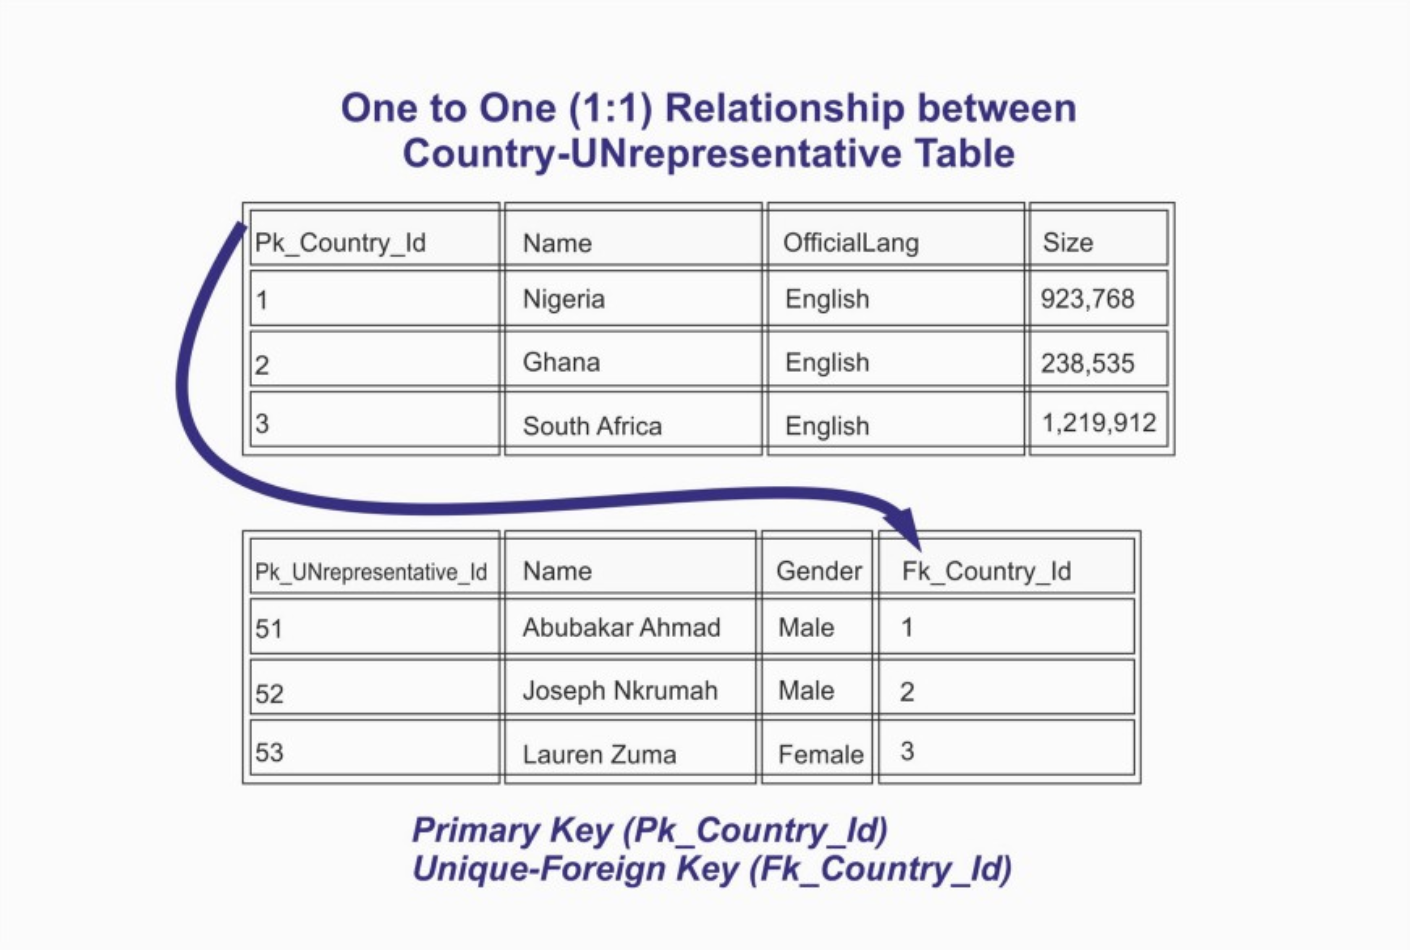 One to One (1:1) Relationship between
Country-UNrepresentative Table
Pk_Country_Id Name OfficialLang Size
1 Nigeria English 923,768
2 Ghana English 238,535
3 South Africa English 1,219,912
Pk_UNrepresentative_Id Name Gender Fk_Country_Id
51 Abubakar Ahmad Male 1
52 Joseph Nkrumah Male 2
53 Lauren Zuma Female 3
Primary Key (Pk_Country_Id)
Unique-Foreign Key (Fk_Country_Id)